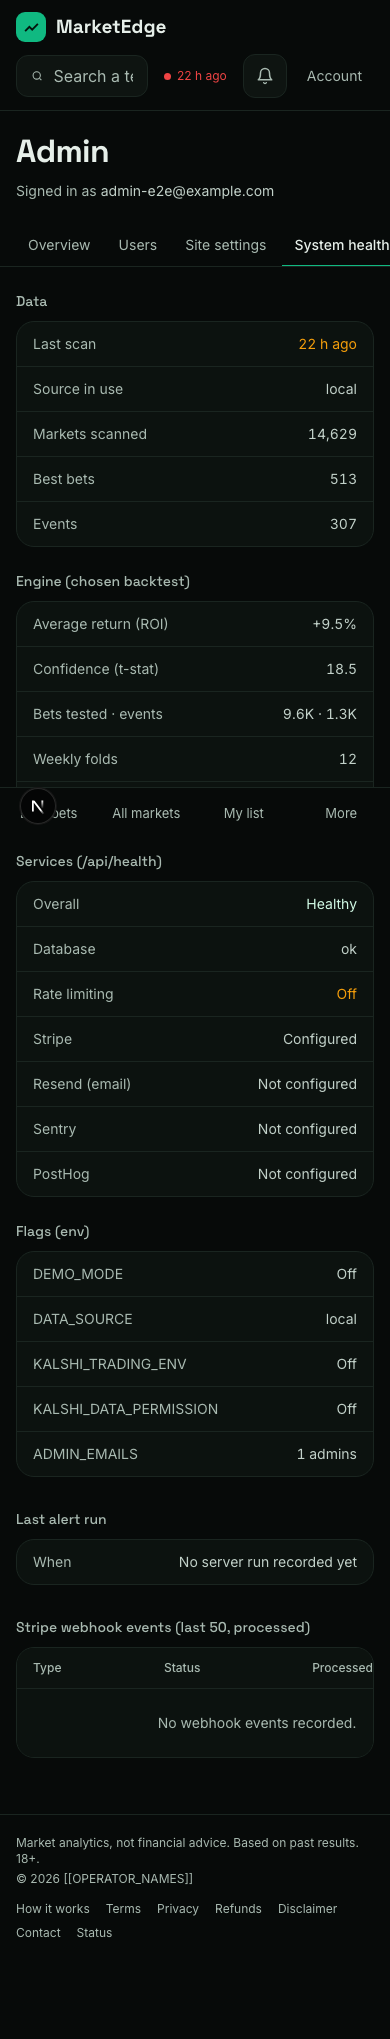 MarketEdge
Search a te
22 h ago
Account
Admin
Signed in as admin-e2e@example.com
Overview Users Site settings System health
Data
Last scan 22 h ago
Source in use local
Markets scanned 14,629
Best bets 513
Events 307
Engine (chosen backtest)
Average return (ROI) +9.5%
Confidence (t-stat) 18.5
Bets tested · events 9.6K · 1.3K
Weekly folds 12
bets All markets My list More
Services (/api/health)
Overall Healthy
Database ok
Rate limiting Off
Stripe Configured
Resend (email) Not configured
Sentry Not configured
PostHog Not configured
Flags (env)
DEMO_MODE Off
DATA_SOURCE local
KALSHI_TRADING_ENV Off
KALSHI_DATA_PERMISSION Off
ADMIN_EMAILS 1 admins
Last alert run
When No server run recorded yet
Stripe webhook events (last 50, processed)
Type Status Processed
No webhook events recorded.
Market analytics, not financial advice. Based on past results.
18+.
© 2026 [[OPERATOR_NAMES]]
How it works Terms Privacy Refunds Disclaimer
Contact Status